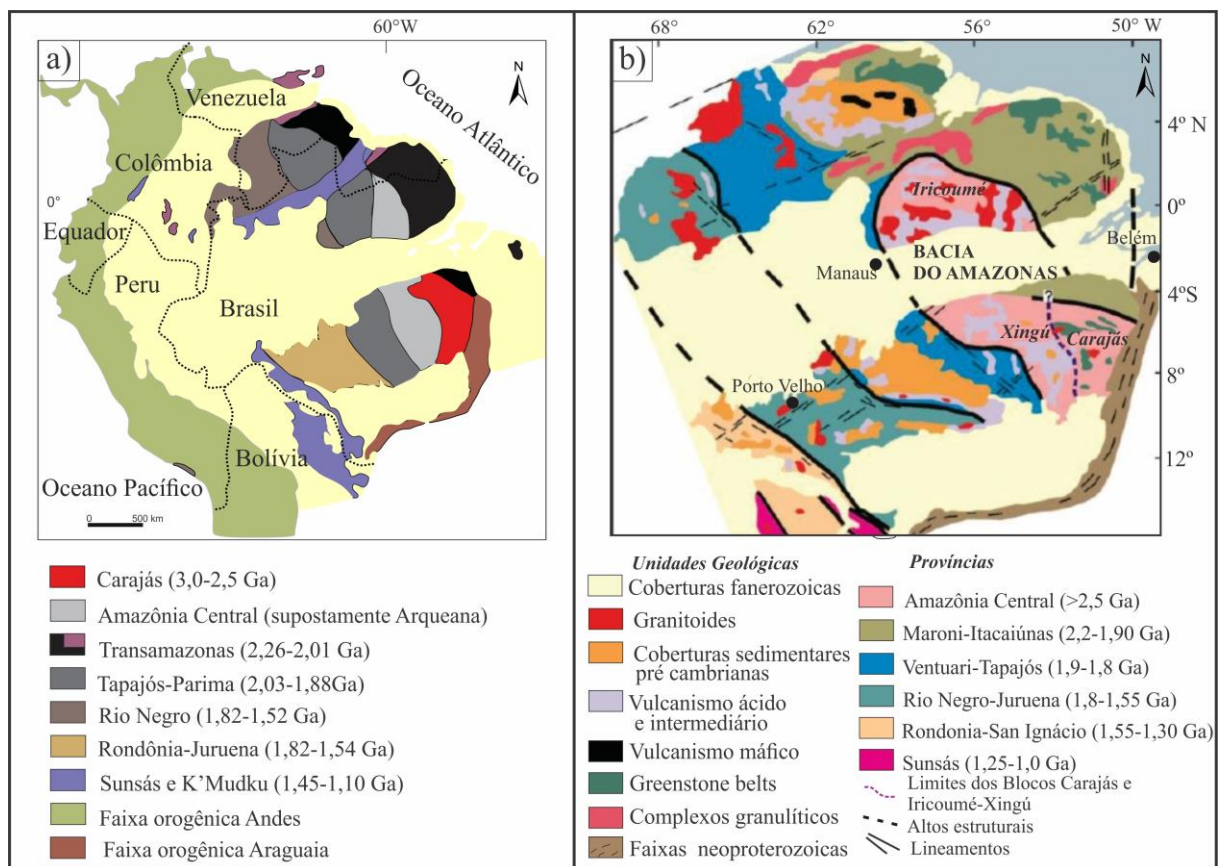 60°W
a)
N
Venezuela
Oceano Atlântico
Colômbia
0°
Equador
Peru
Brasil
Bolívia
Oceano Pacífico
0 500 km
Carajás (3,0-2,5 Ga)
Amazônia Central (supostamente Arqueana)
Transamazonas (2,26-2,01 Ga)
Tapajós-Parima (2,03-1,88Ga)
Rio Negro (1,82-1,52 Ga)
Rondônia-Juruena (1,82-1,54 Ga)
Sunsás e K'Mudku (1,45-1,10 Ga)
Faixa orogênica Andes
Faixa orogênica Araguaia
68° 62° 56° 50° W
b)
N
4° N
Iricoumé
0°
Belém
BACIA
DO AMAZONAS
Manaus
4°S
?
Xingú
Carajás
8°
Porto Velho
12°
Unidades Geológicas
Coberturas fanerozoicas
Granitoides
Coberturas sedimentares
pré cambrianas
Vulcanismo ácido
e intermediário
Vulcanismo máfico
Greenstone belts
Complexos granulíticos
Faixas neoproterozoicas
Províncias
Amazônia Central (>2,5 Ga)
Maroni-Itacaiúnas (2,2-1,90 Ga)
Ventuari-Tapajós (1,9-1,8 Ga)
Rio Negro-Juruena (1,8-1,55 Ga)
Rondonia-San Ignácio (1,55-1,30 Ga)
Sunsás (1,25-1,0 Ga)
Limites dos Blocos Carajás e
Iricoumé-Xingú
Altos estruturais
Lineamentos